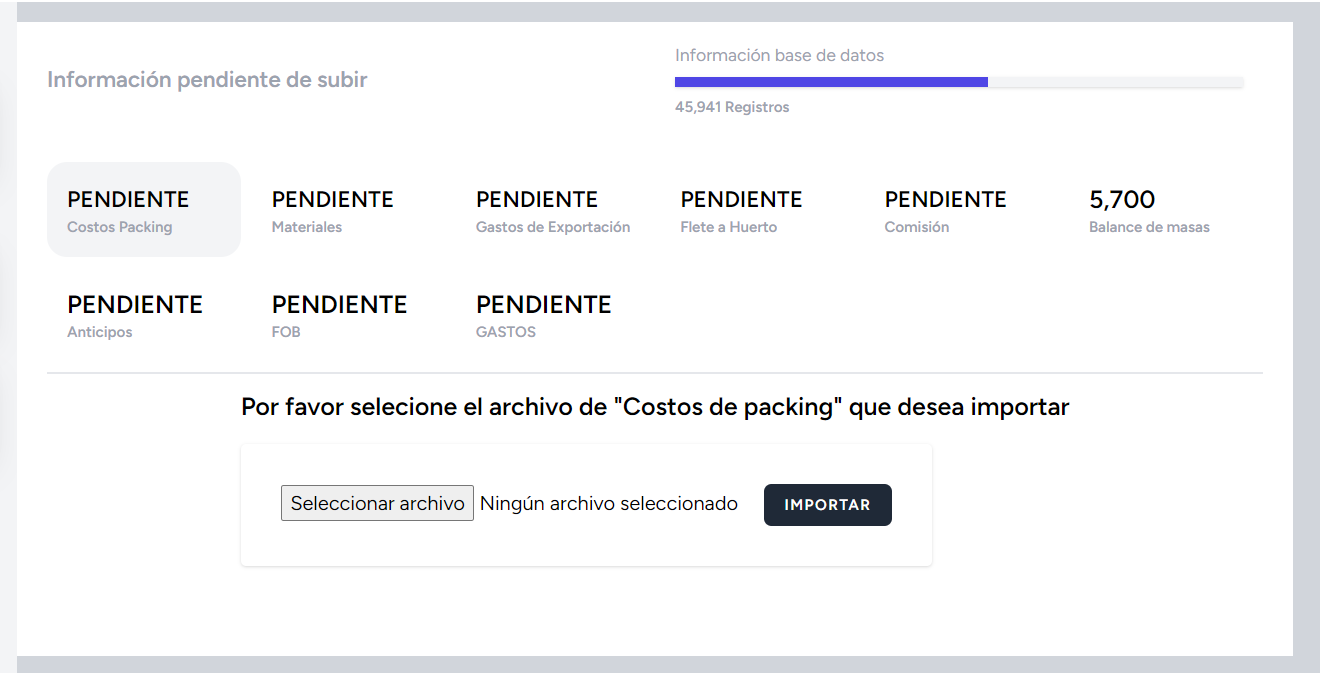 Información pendiente de subir
Información base de datos
45,941 Registros
PENDIENTE
Costos Packing
PENDIENTE
Materiales
PENDIENTE
Gastos de Exportación
PENDIENTE
Flete a Huerto
PENDIENTE
Comisión
5,700
Balance de masas
PENDIENTE
Anticipos
PENDIENTE
FOB
PENDIENTE
GASTOS
Por favor selecione el archivo de "Costos de packing" que desea importar
Seleccionar archivo Ningún archivo seleccionado
IMPORTAR